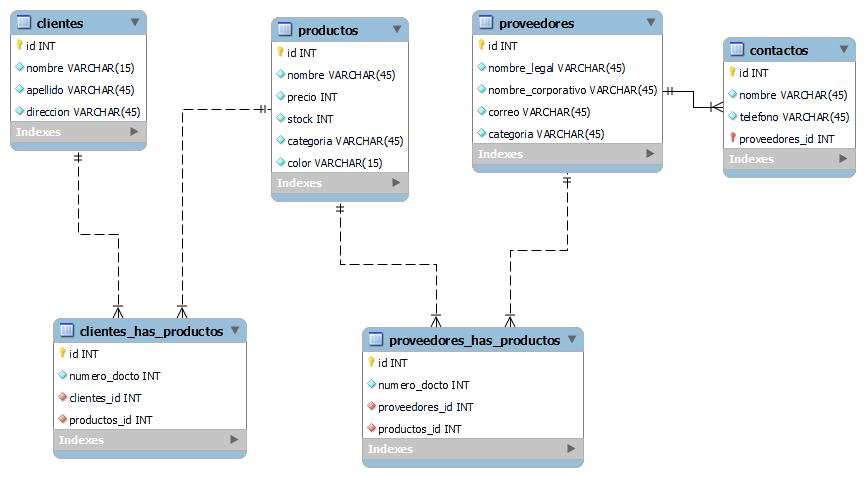 clientes
id INT
nombre VARCHAR(15)
apellido VARCHAR(45)
direccion VARCHAR(45)
Indexes
productos
id INT
nombre VARCHAR(45)
precio INT
stock INT
categoria VARCHAR(45)
color VARCHAR(15)
Indexes
proveedores
id INT
nombre_legal VARCHAR(45)
nombre_corporativo VARCHAR(45)
correo VARCHAR(45)
categoria VARCHAR(45)
Indexes
contactos
id INT
nombre VARCHAR(45)
telefono VARCHAR(45)
proveedores_id INT
Indexes
clientes_has_productos
id INT
numero_docto INT
clientes_id INT
productos_id INT
Indexes
proveedores_has_productos
id INT
numero_docto INT
proveedores_id INT
productos_id INT
Indexes